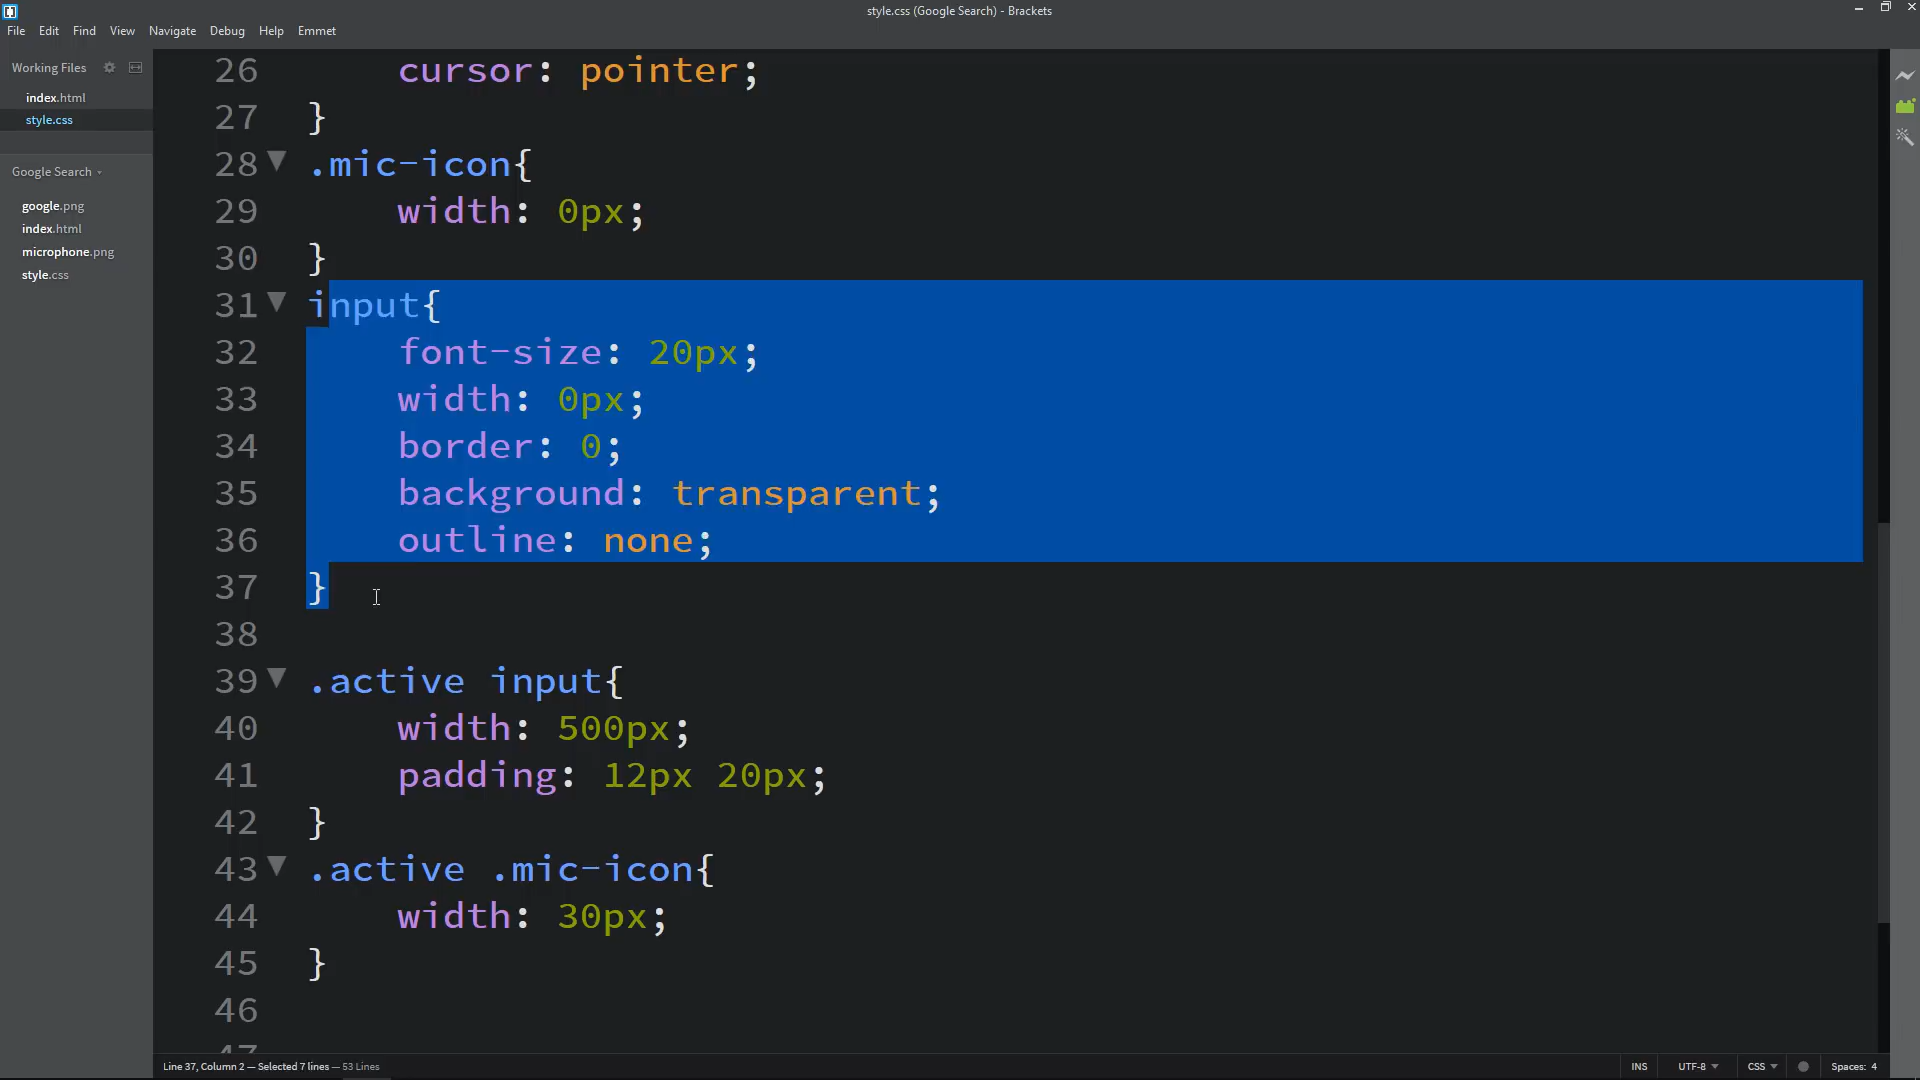 style.css (Google Search) - Brackets
File Edit Find View Navigate Debug Help Emmet
Working Files
index.html
style.css
Google Search
google.png
index.html
microphone.png
style.css
26 cursor: pointer;
27 }
28 .mic-icon{
29 width: 0px;
30 }
31 input{
32 font-size: 20px;
33 width: 0px;
34 border: 0;
35 background: transparent;
36 outline: none;
37 }
38
39 .active input{
40 width: 500px;
41 padding: 12px 20px;
42 }
43 .active .mic-icon{
44 width: 30px;
45 }
46
47
Line 37, Column 2 — Selected 7 lines — 53 Lines
INS UTF-8 CSS Spaces: 4